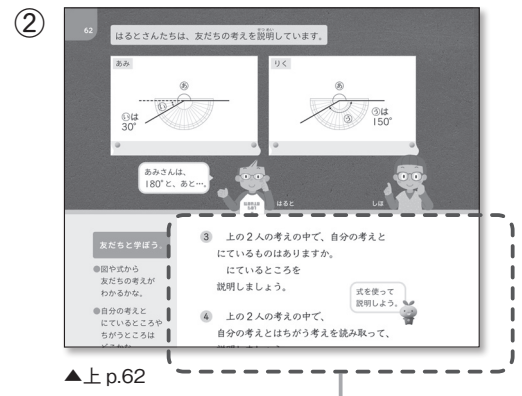 ②
62
はるとさんたちは、友だちの考えを説明しています。
あみ
あ
い
いは
30°
りく
あ
う
うは
150°
あみさんは、
180°と、あと…。
はると
しほ
友だちと学ぼう。
●図や式から
友だちの考えが
わかるかな。
●自分の考えと
にているところや
ちがうところは
3 上の2人の考えの中で、自分の考えと
にているものはありますか。
にているところを
説明しましょう。
式を使って
説明しよう。
4 上の2人の考えの中で、
自分の考えとはちがう考えを読み取って、
▲上 p.62